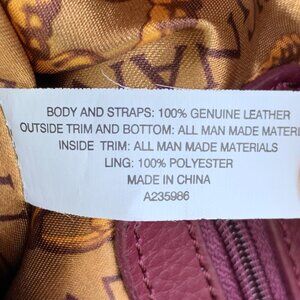 BODY AND STRAPS: 100% GENUINE LEATHER
OUTSIDE TRIM AND BOTTOM: ALL MAN MADE MATERI
INSIDE TRIM: ALL MAN MADE MATERIALS
LING: 100% POLYESTER
MADE IN CHINA
A235986